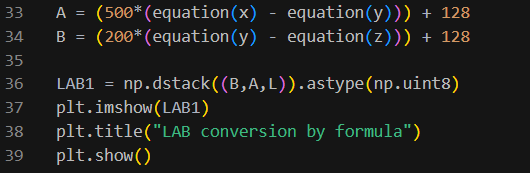 33 A = (500*(equation(x) - equation(y))) + 128
34 B = (200*(equation(y) - equation(z))) + 128
35
36 LAB1 = np.dstack((B,A,L)).astype(np.uint8)
37 plt.imshow(LAB1)
38 plt.title("LAB conversion by formula")
39 plt.show()